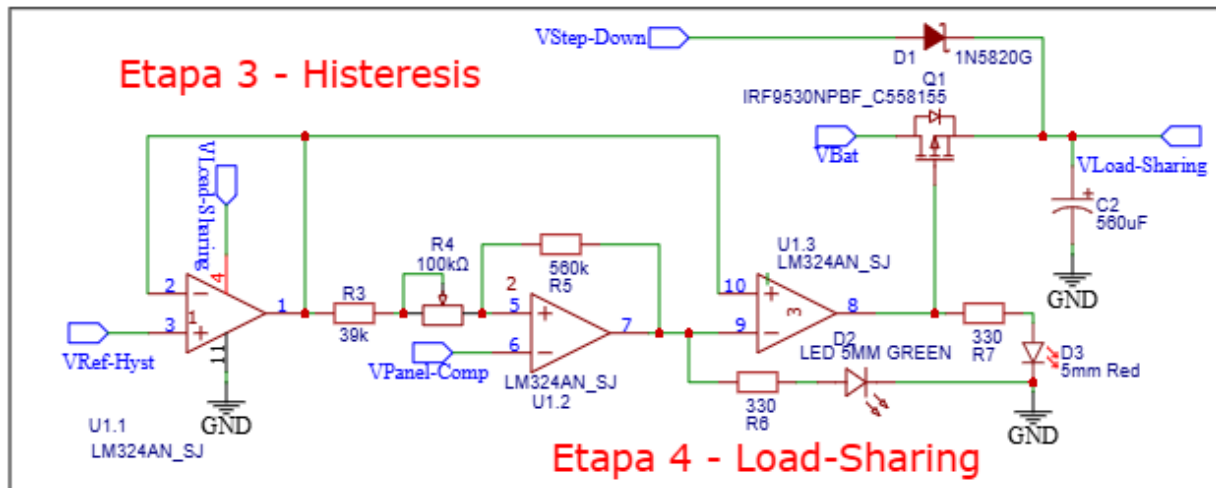 VStep-Down
D1
1N5820G
Etapa 3 - Histeresis
Q1
IRF9530NPBF_C558155
VBat
VLoad-Sharing
VLoad-Sharing
C2
560uF
GND
4
2
1
1
3
11
VRef-Hyst
GND
U1.1
LM324AN_SJ
R3
39k
R4
100kΩ
560k
R5
2
5
6
7
VPanel-Comp
LM324AN_SJ
U1.2
U1.3
LM324AN_SJ
10
9
3
8
D2
LED 5MM GREEN
330
R6
330
R7
D3
5mm Red
GND
Etapa 4 - Load-Sharing